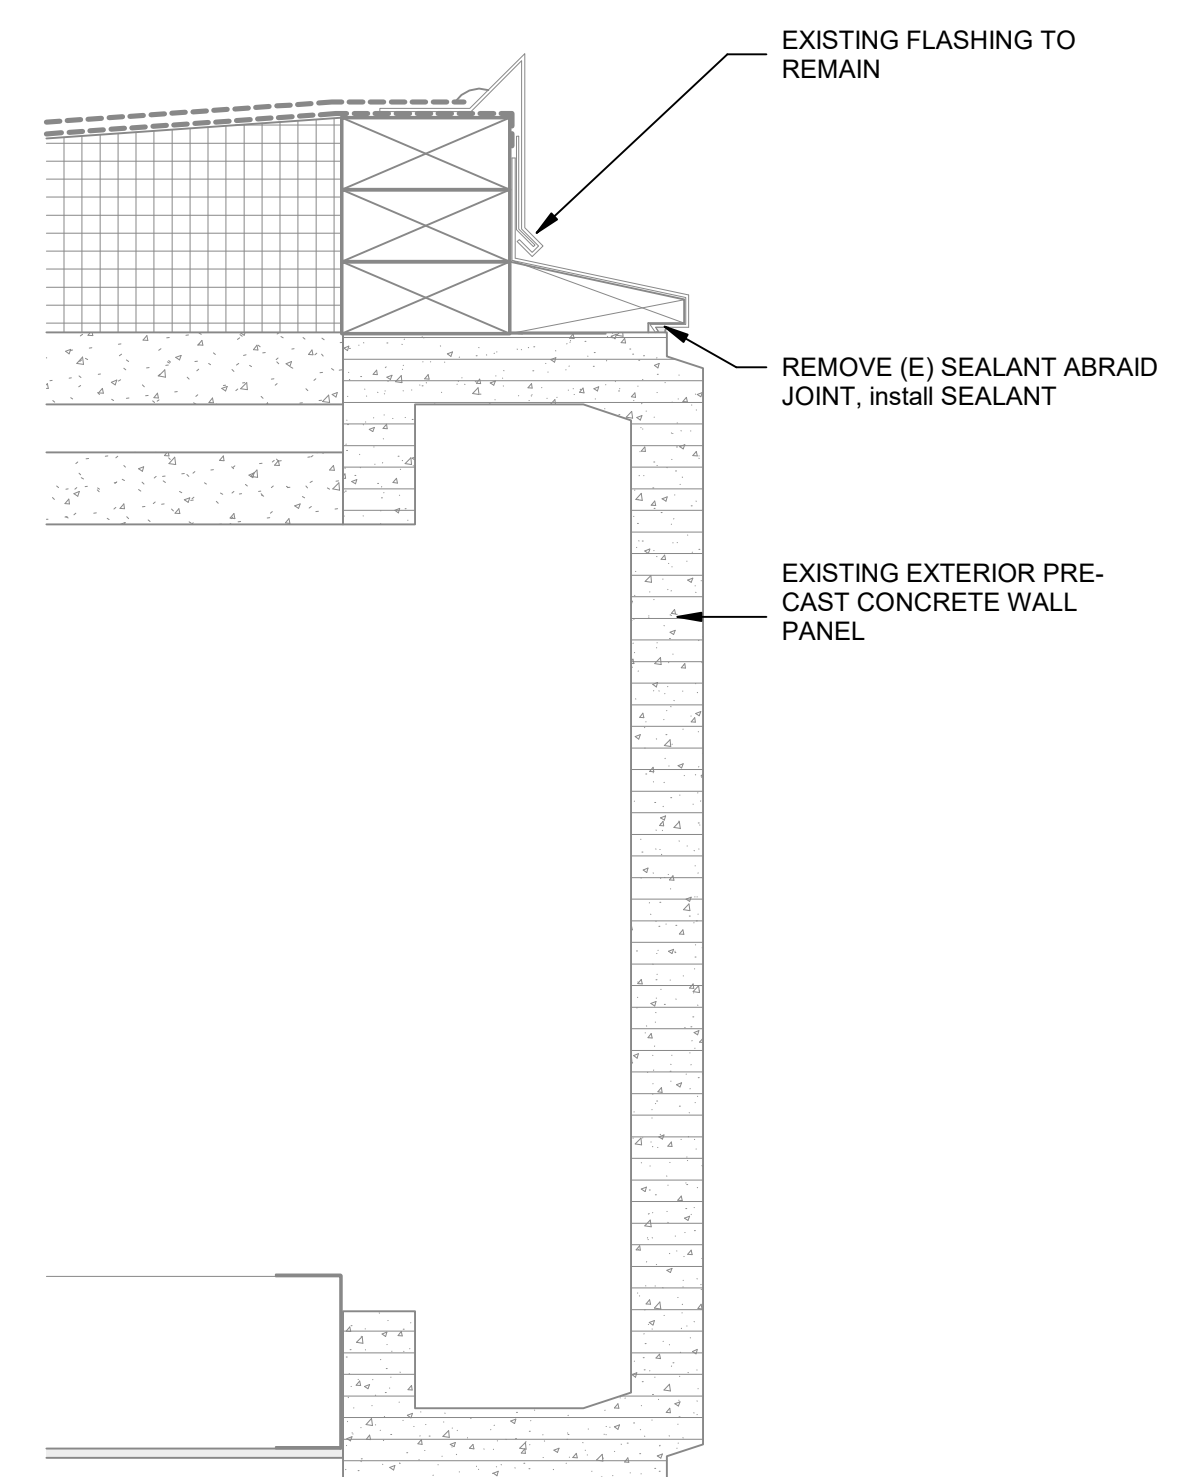 EXISTING FLASHING TO
REMAIN
REMOVE (E) SEALANT ABRAID
JOINT, install SEALANT
EXISTING EXTERIOR PRE-
CAST CONCRETE WALL
PANEL